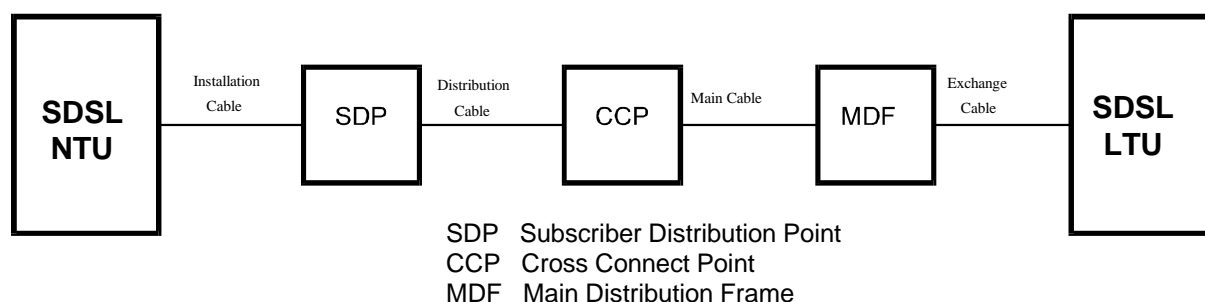 SDSL
NTU
Installation
Cable
SDP
Distribution
Cable
CCP
Main Cable
MDF
Exchange
Cable
SDSL
LTU
SDP Subscriber Distribution Point
CCP Cross Connect Point
MDF Main Distribution Frame